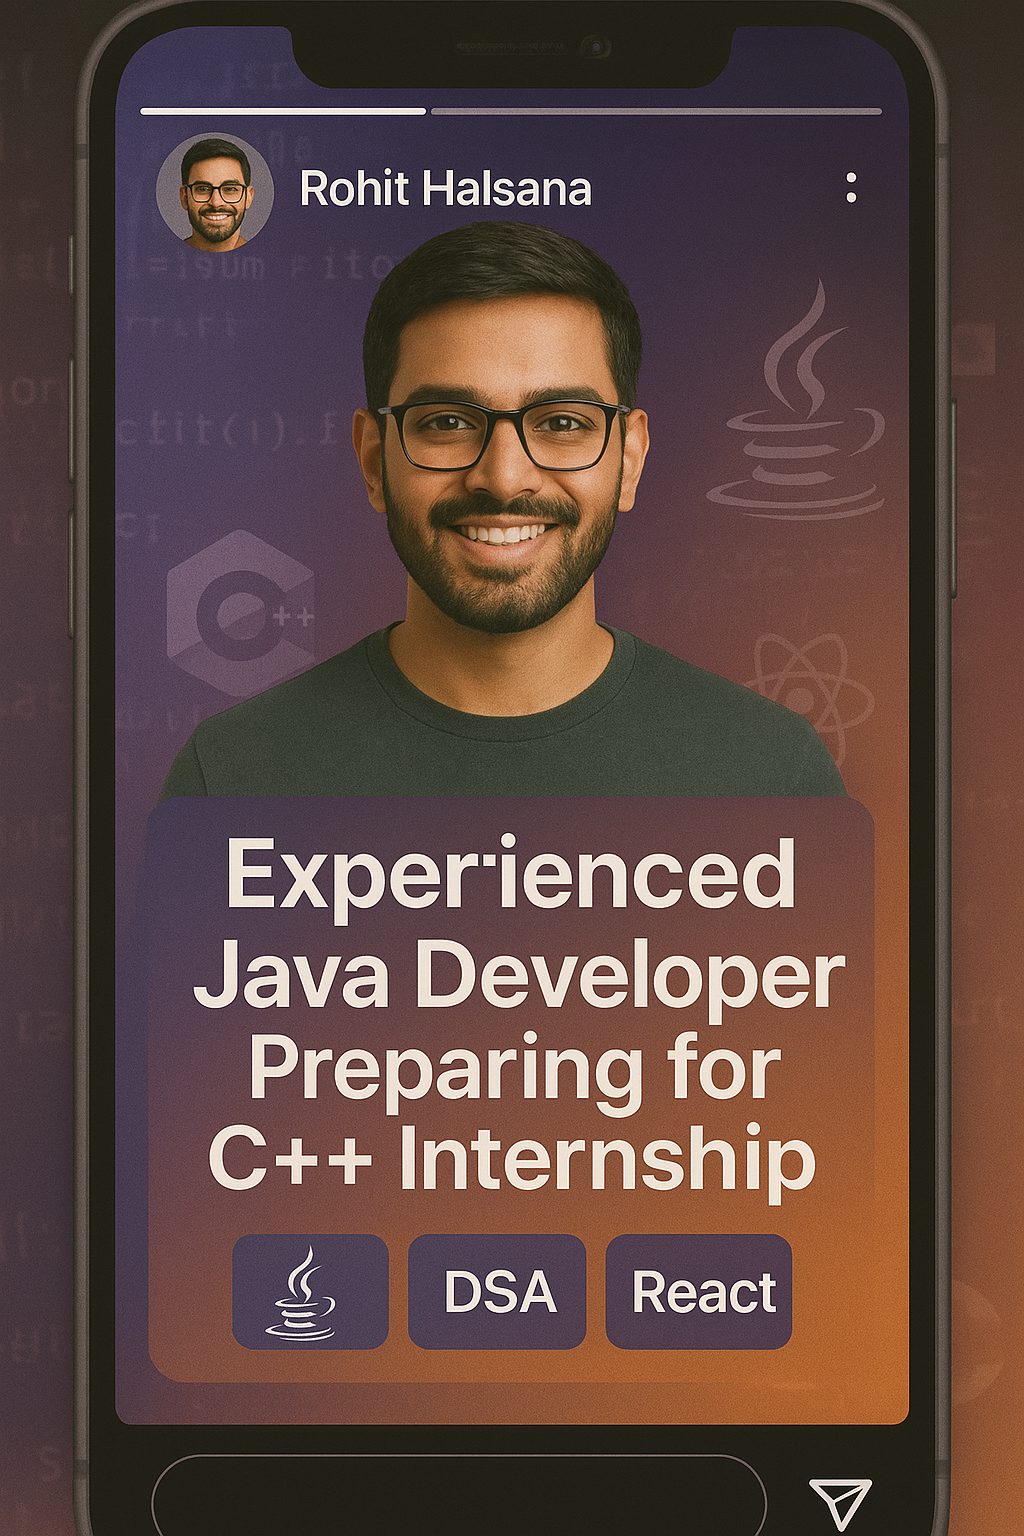 Rohit Halsana
C++
Experienced
Java Developer
Preparing for
C++ Internship
DSA
React